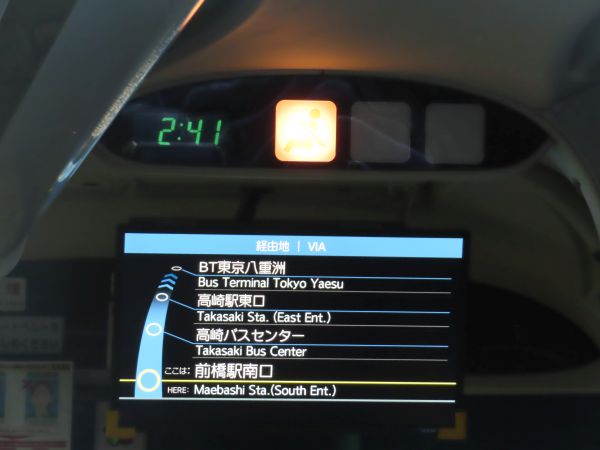 2:41
経由地 | VIA
BT東京八重洲
Bus Terminal Tokyo Yaesu
高崎駅東口
Takasaki Sta. (East Ent.)
高崎バスセンター
Takasaki Bus Center
ここは: 前橋駅南口
HERE: Maebashi Sta.(South Ent.)